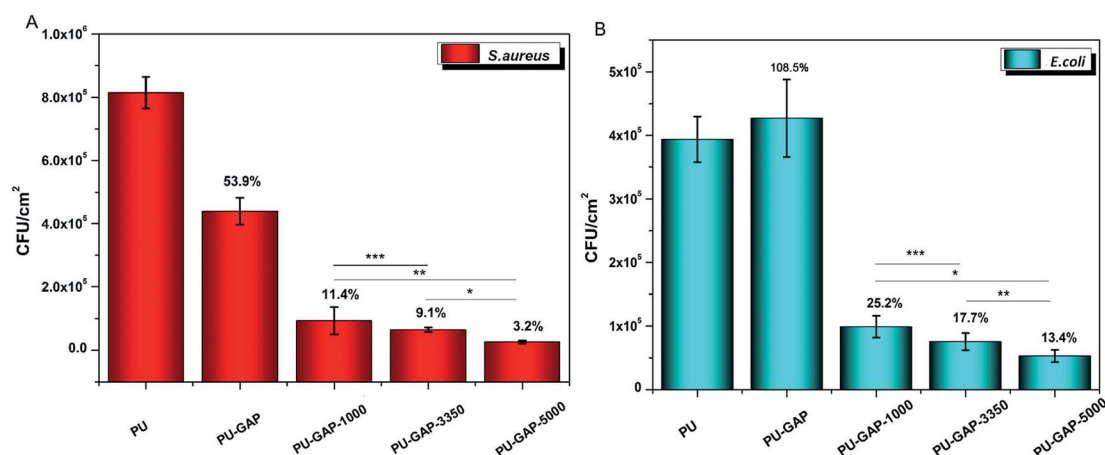 A
S.aureus
CFU/cm²
1.0x10⁶
8.0x10⁵
6.0x10⁵
4.0x10⁵
2.0x10⁵
0.0
53.9%
11.4%
9.1%
3.2%
***
**
*
PU
PU-GAP
PU-GAP-1000
PU-GAP-3350
PU-GAP-5000
B
E.coli
CFU/cm²
5x10⁵
4x10⁵
3x10⁵
2x10⁵
1x10⁵
0
108.5%
25.2%
17.7%
13.4%
***
*
**
PU
PU-GAP
PU-GAP-1000
PU-GAP-3350
PU-GAP-5000